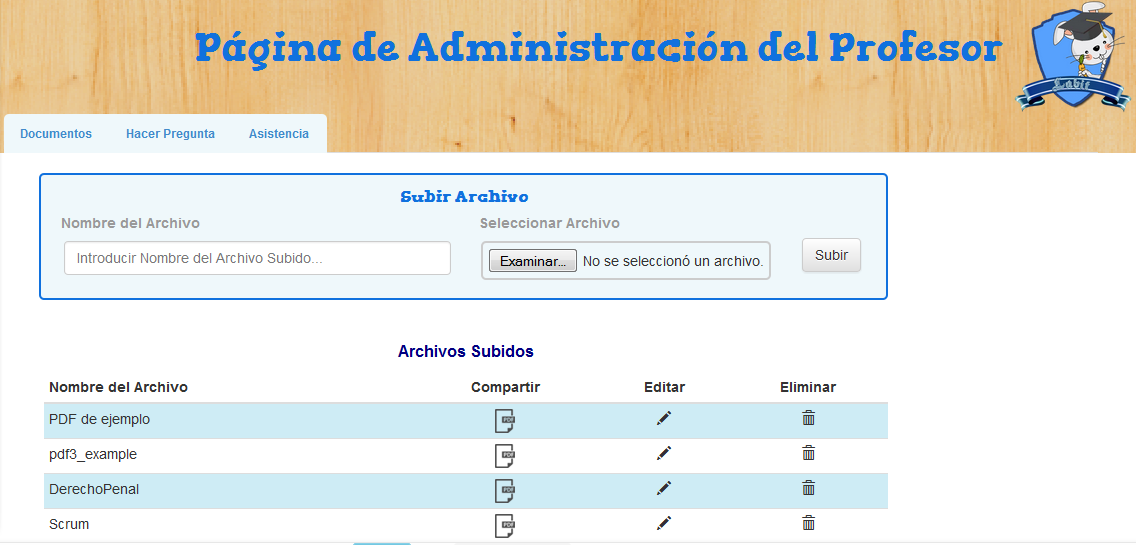 Página de Administración del Profesor
Labir
Documentos Hacer Pregunta Asistencia
Subir Archivo
Nombre del Archivo Seleccionar Archivo
Introducir Nombre del Archivo Subido... Examinar... No se seleccionó un archivo. Subir
Archivos Subidos
Nombre del Archivo Compartir Editar Eliminar
PDF de ejemplo PDF
pdf3_example PDF
DerechoPenal PDF
Scrum PDF